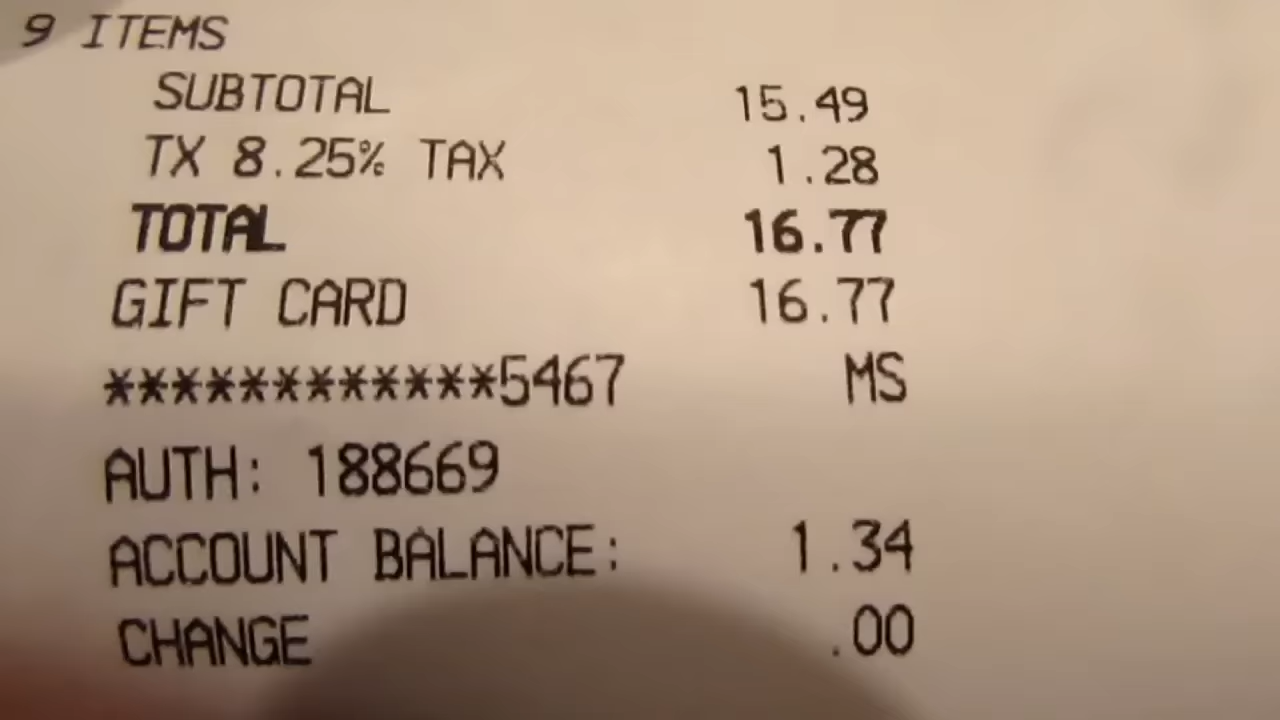 9 ITEMS
SUBTOTAL 15.49
TX 8.25% TAX 1.28
TOTAL 16.77
GIFT CARD 16.77
************5467 MS
AUTH: 188669
ACCOUNT BALANCE: 1.34
CHANGE .00